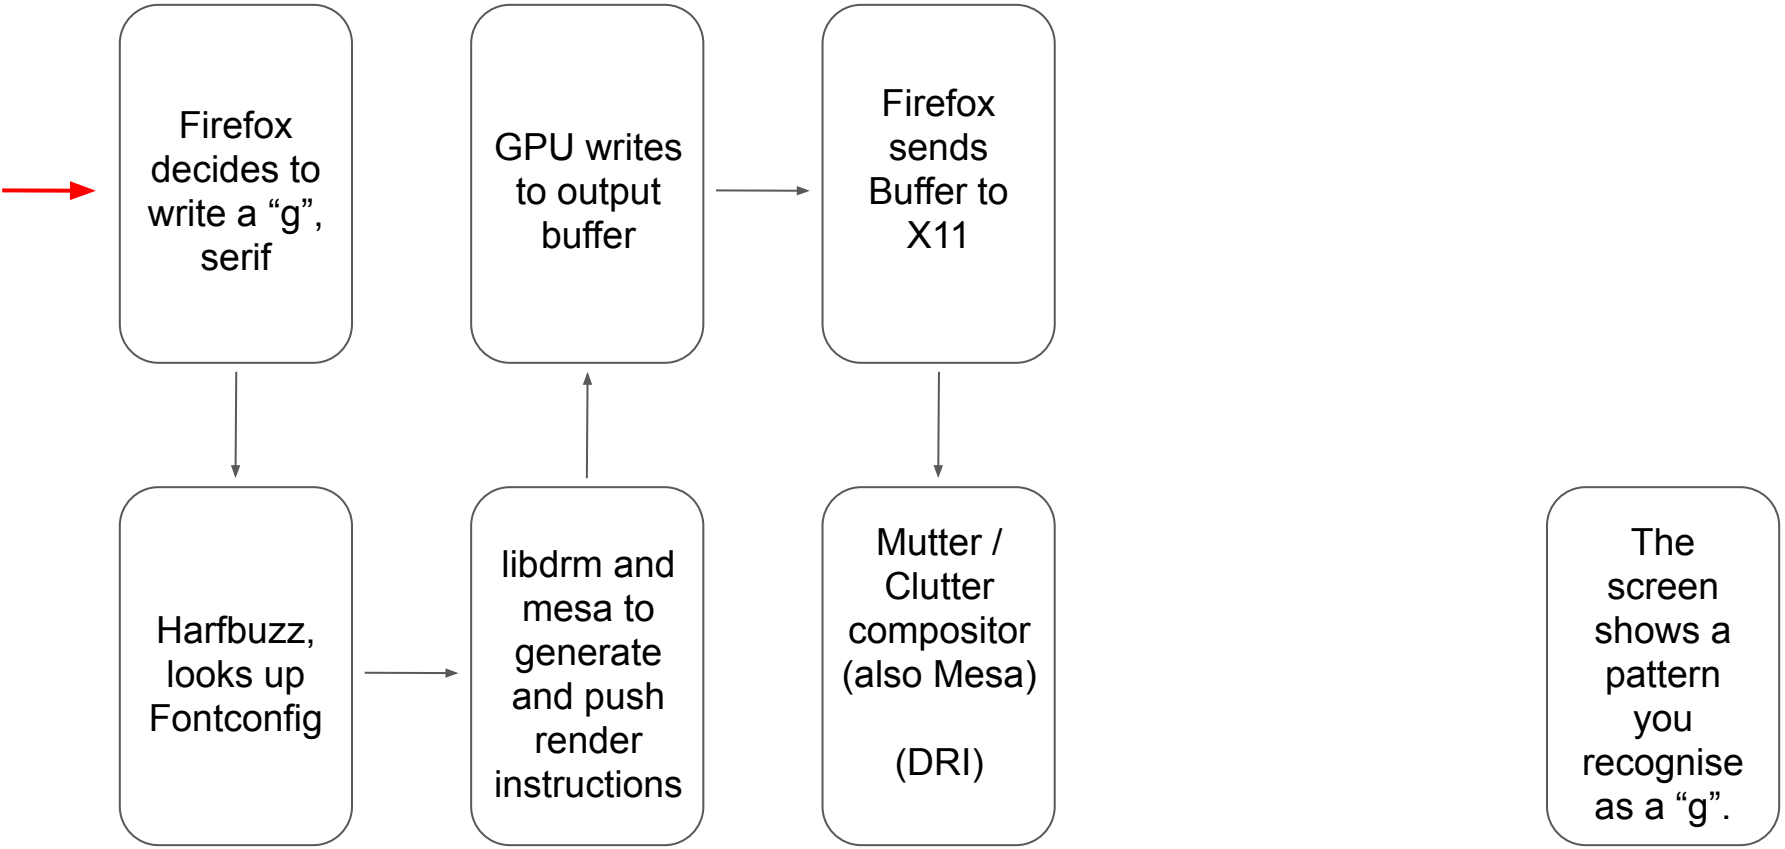 Firefox
decides to
write a “g”,
serif
Harfbuzz,
looks up
Fontconfig
libdrm and
mesa to
generate
and push
render
instructions
GPU writes
to output
buffer
Firefox
sends
Buffer to
X11
Mutter /
Clutter
compositor
(also Mesa)
(DRI)
The
screen
shows a
pattern
you
recognise
as a “g”.